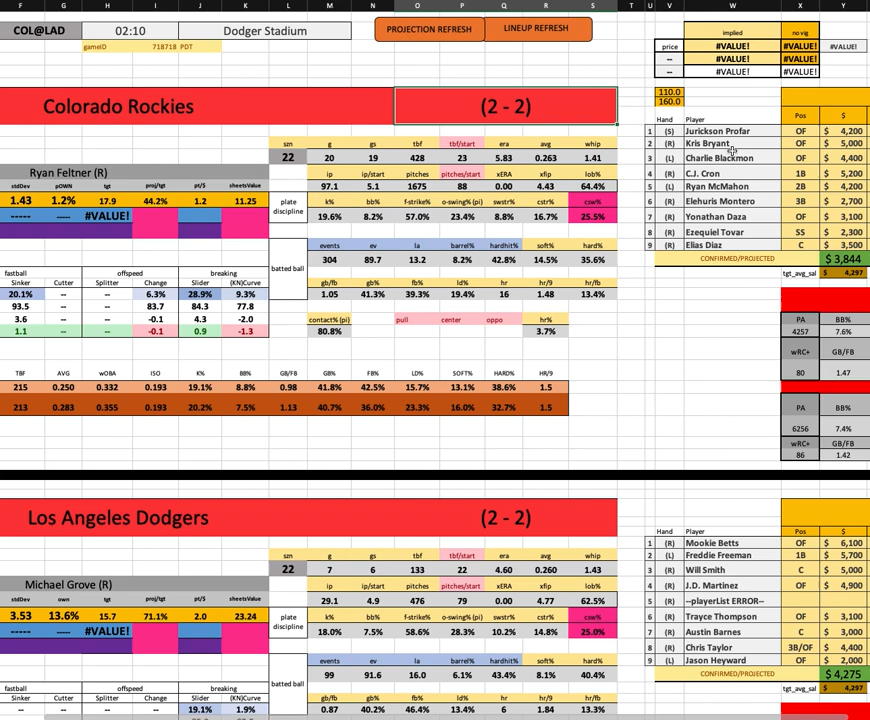 F G H I J K L M N O P Q R S T U V W X Y
COL@LAD 02:10 Dodger Stadium PROJECTION REFRESH LINEUP REFRESH
implied no vig
gameID 718718 PDT price #VALUE! #VALUE! #VALUE!
-- #VALUE! #VALUE!
-- #VALUE! #VALUE!
110.0
160.0
Colorado Rockies (2 - 2)
Hand Player Pos $
1 (S) Jurickson Profar OF $ 4,200
2 (R) Kris Bryant OF $ 5,000
3 (L) Charlie Blackmon OF $ 4,400
4 (R) C.J. Cron 1B $ 5,200
5 (L) Ryan McMahon 2B $ 4,200
6 (R) Elehuris Montero 3B $ 2,700
7 (R) Yonathan Daza OF $ 3,100
8 (R) Ezequiel Tovar SS $ 2,300
9 (R) Elias Diaz C $ 3,500
CONFIRMED/PROJECTED $ 3,844
tgt_avg_sal $ 4,297
szn g gs tbf tbf/start era avg whip
22 20 19 428 23 5.83 0.263 1.41
Ryan Feltner (R) ip ip/start pitches pitches/start xERA xfip lob%
stdDev pOWN tgt proj/tgt pt/$ sheetsValue 97.1 5.1 1675 88 0.00 4.43 64.4%
1.43 1.2% 17.9 44.2% 1.2 11.25 plate discipline k% bb% f-strike% o-swing% (pi) swstr% cstr% csw%
----- ----- #VALUE! 19.6% 8.2% 57.0% 23.4% 8.8% 16.7% 25.5%
batted ball events ev la barrel% hardhit% soft% hard%
304 89.7 13.2 8.2% 42.8% 14.5% 35.6%
fastball offspeed breaking
Sinker Cutter Splitter Change Slider (KN)Curve gb/fb gb% fb% ld% hr hr/9 hr/fb
20.1% -- -- 6.3% 28.9% 9.3% 1.05 41.3% 39.3% 19.4% 16 1.48 13.4%
93.5 -- -- 83.7 84.3 77.8
3.6 -- -- -0.1 4.3 -2.0 contact% (pi) pull center oppo hr%
1.1 -- -- -0.1 0.9 -1.3 80.8% 3.7%
PA BB%
4257 7.6%
wRC+ GB/FB
80 1.47
TBF AVG wOBA ISO K% BB% GB/FB GB% FB% LD% SOFT% HARD% HR/9
215 0.250 0.332 0.193 19.1% 8.8% 0.98 41.8% 42.5% 15.7% 13.1% 38.6% 1.5
213 0.283 0.355 0.193 20.2% 7.5% 1.13 40.7% 36.0% 23.3% 16.0% 32.7% 1.5
PA BB%
6256 7.4%
wRC+ GB/FB
86 1.42
Los Angeles Dodgers (2 - 2)
Hand Player Pos $
1 (R) Mookie Betts OF $ 6,100
2 (L) Freddie Freeman 1B $ 5,700
3 (R) Will Smith C $ 5,000
4 (R) J.D. Martinez OF $ 4,900
5 (R) --playerList ERROR--
6 (R) Trayce Thompson OF $ 3,100
7 (R) Austin Barnes C $ 3,000
8 (R) Chris Taylor 3B/OF $ 4,400
9 (L) Jason Heyward OF $ 2,000
CONFIRMED/PROJECTED $ 4,275
tgt_avg_sal $ 4,297
szn g gs tbf tbf/start era avg whip
22 7 6 133 22 4.60 0.260 1.43
Michael Grove (R) ip ip/start pitches pitches/start xERA xfip lob%
stdDev own tgt proj/tgt pt/$ sheetsValue 29.1 4.9 476 79 0.00 4.77 62.5%
3.53 13.6% 15.7 71.1% 2.0 23.24 plate discipline k% bb% f-strike% o-swing% (pi) swstr% cstr% csw%
----- ----- #VALUE! 18.0% 7.5% 58.6% 28.3% 10.2% 14.8% 25.0%
batted ball events ev la barrel% hardhit% soft% hard%
99 91.6 16.0 6.1% 43.4% 8.1% 40.4%
fastball offspeed breaking
Sinker Cutter Splitter Change Slider (KN)Curve gb/fb gb% fb% ld% hr hr/9 hr/fb
-- -- -- -- 19.1% 1.9% 0.87 40.2% 46.4% 13.4% 6 1.84 13.3%